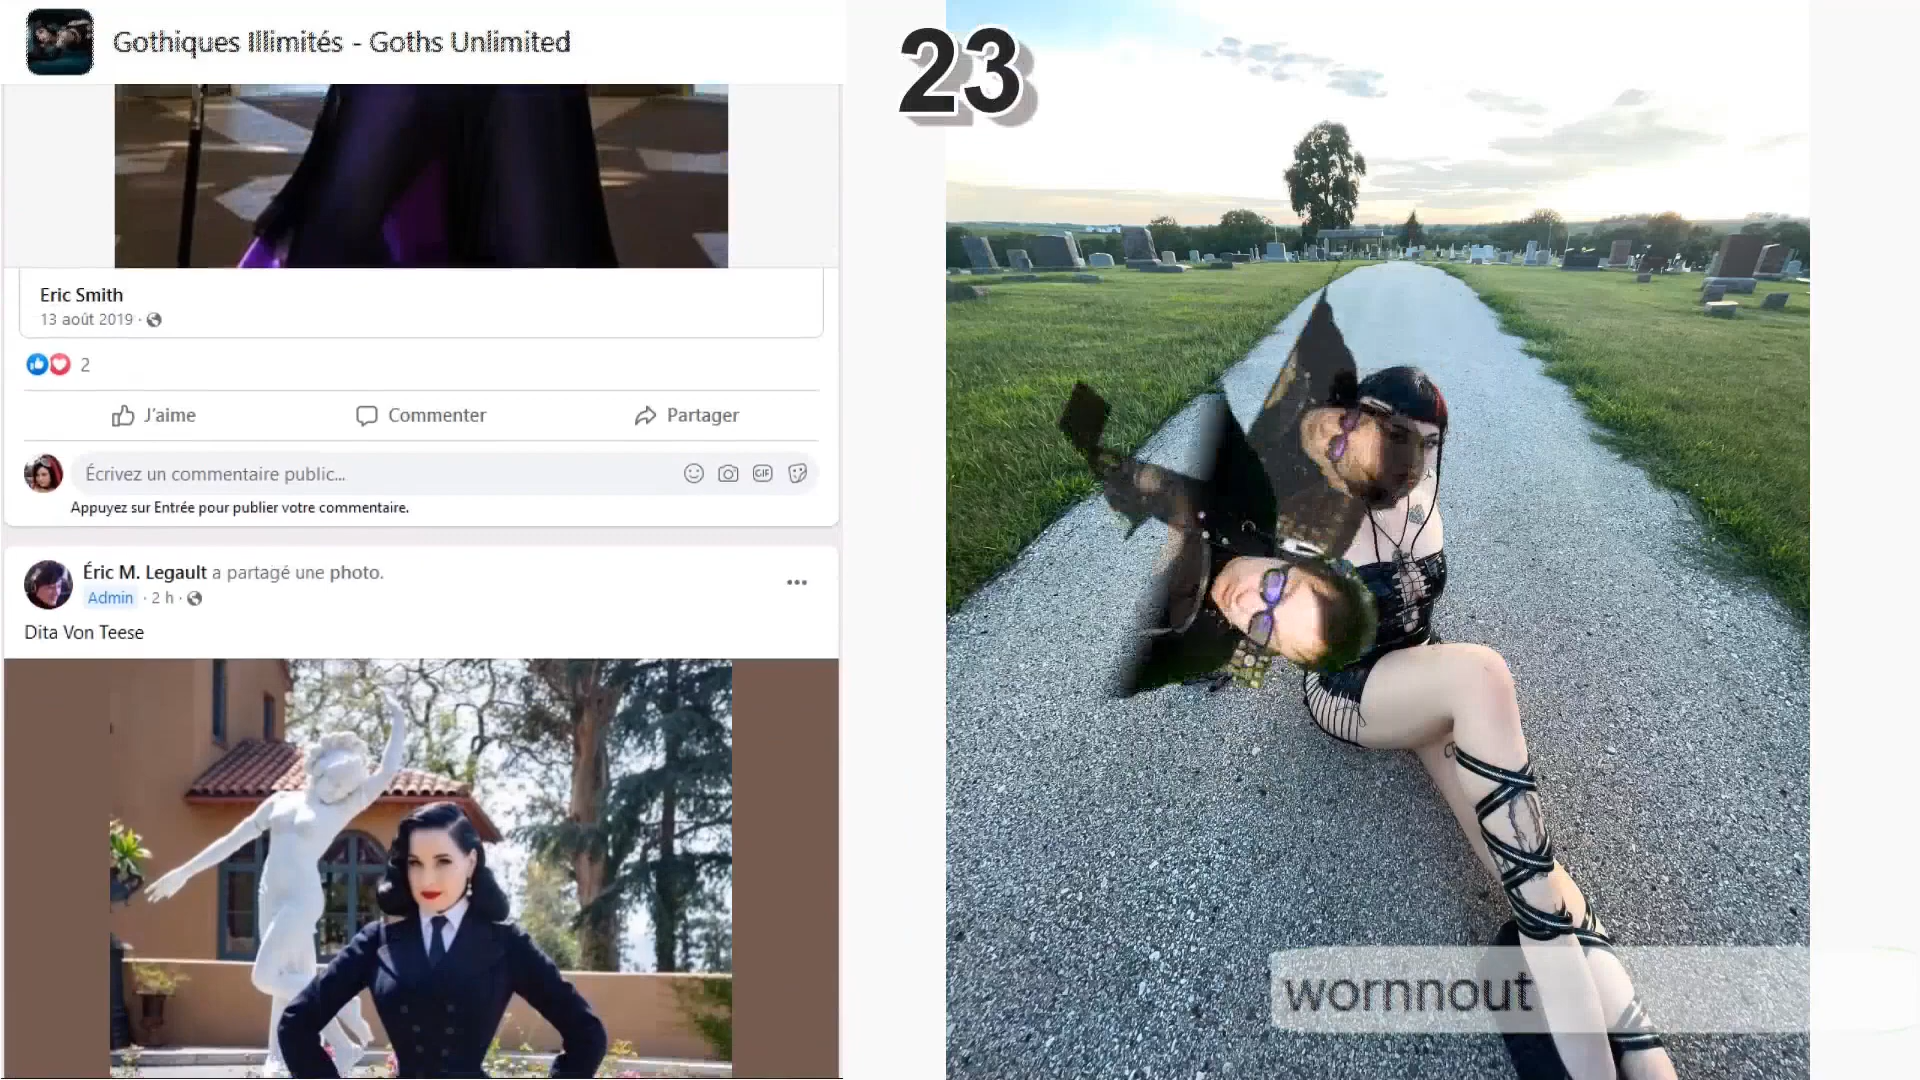 Gothiques Illimités - Goths Unlimited
23
Eric Smith
13 août 2019 ·
2
J'aime
Commenter
Partager
Écrivez un commentaire public...
GIF
Appuyez sur Entrée pour publier votre commentaire.
Éric M. Legault a partagé une photo.
Admin · 2 h ·
Dita Von Teese
wornnout